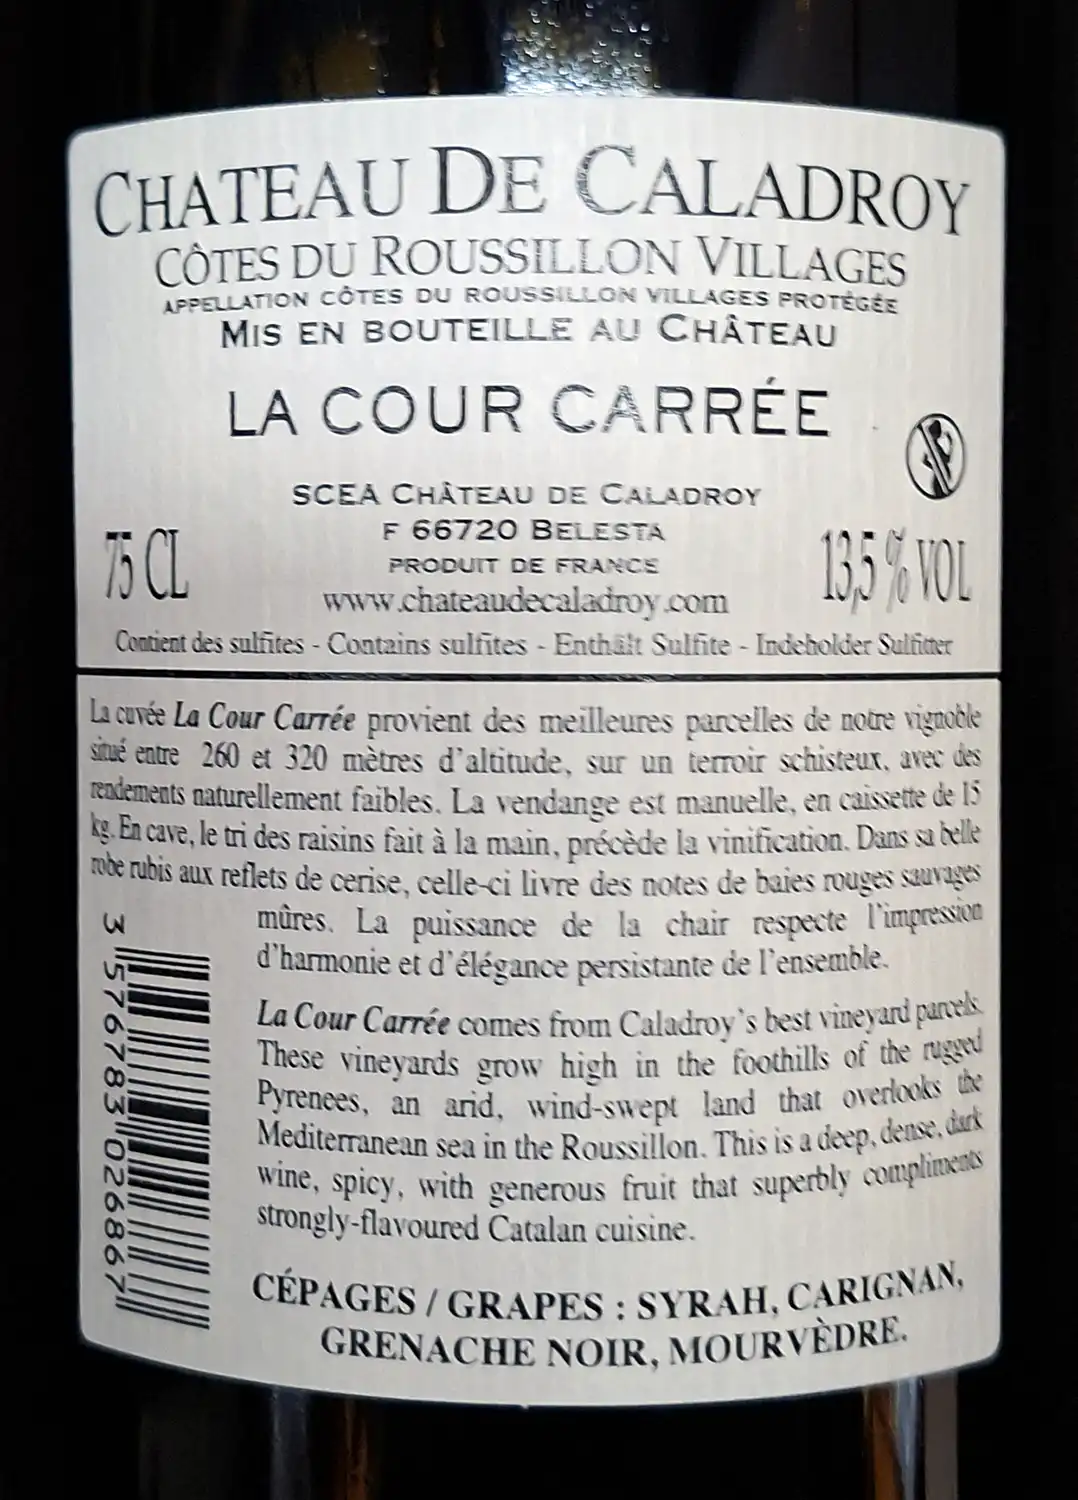 CHATEAU DE CALADROY
CÔTES DU ROUSSILLON VILLAGES
APPELLATION CÔTES DU ROUSSILLON VILLAGES PROTÉGÉE
MIS EN BOUTEILLE AU CHÂTEAU
LA COUR CARRÉE
SCEA CHÂTEAU DE CALADROY
F 66720 BELESTA
75 CL
13,5 % VOL
PRODUIT DE FRANCE
www.chateaudecaladroy.com
Contient des sulfites - Contains sulfites - Enthält Sulfite - Indeholder Sulfitter
La cuvée La Cour Carrée provient des meilleures parcelles de notre vignoble
situé entre 260 et 320 mètres d'altitude, sur un terroir schisteux, avec des
rendements naturellement faibles. La vendange est manuelle, en caissette de 15
kg. En cave, le tri des raisins fait à la main, précède la vinification. Dans sa belle
robe rubis aux reflets de cerise, celle-ci livre des notes de baies rouges sauvages
mûres. La puissance de la chair respecte l'impression
d'harmonie et d'élégance persistante de l'ensemble.
La Cour Carrée comes from Caladroy's best vineyard parcels.
These vineyards grow high in the foothills of the rugged
Pyrenees, an arid, wind-swept land that overlooks the
Mediterranean sea in the Roussillon. This is a deep, dense, dark
wine, spicy, with generous fruit that superbly compliments
strongly-flavoured Catalan cuisine.
CÉPAGES / GRAPES : SYRAH, CARIGNAN,
GRENACHE NOIR, MOURVÈDRE.
3 576783 026867